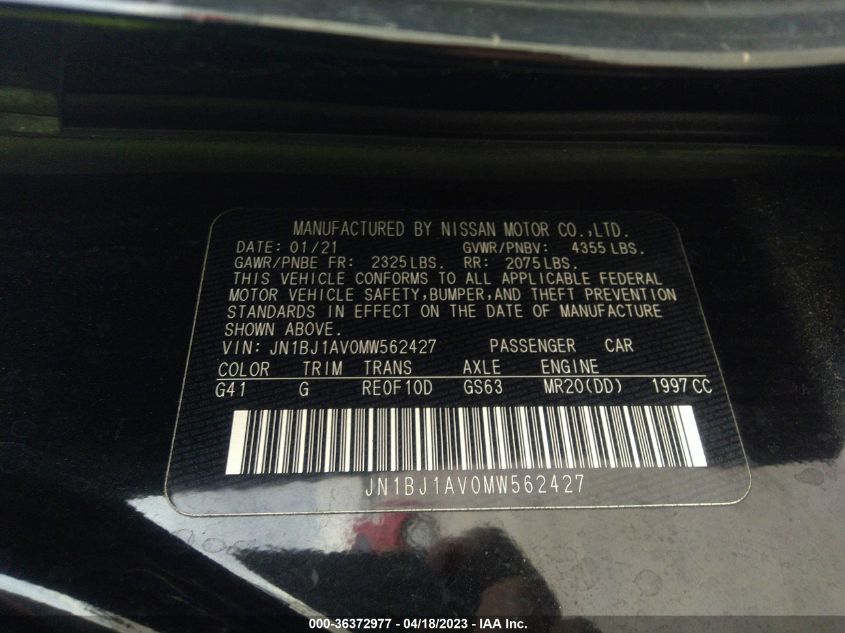 MANUFACTURED BY NISSAN MOTOR CO.,LTD.
DATE: 01/21 GVWR/PNBV: 4355 LBS.
GAWR/PNBE FR: 2325 LBS. RR: 2075 LBS.
THIS VEHICLE CONFORMS TO ALL APPLICABLE FEDERAL
MOTOR VEHICLE SAFETY, BUMPER, AND THEFT PREVENTION
STANDARDS IN EFFECT ON THE DATE OF MANUFACTURE
SHOWN ABOVE.
VIN: JN1BJ1AV0MW562427 PASSENGER CAR
COLOR TRIM TRANS AXLE ENGINE
G41 G RE0F10D GS63 MR20(DD) 1997 CC
JN1BJ1AV0MW562427
000-36372977 - 04/18/2023 - IAA Inc.